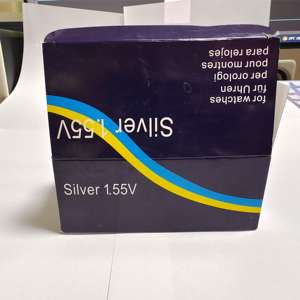 for watches
für Uhren
per orologi
pour montres
para relojes
Silver 1.55V
Silver 1.55V